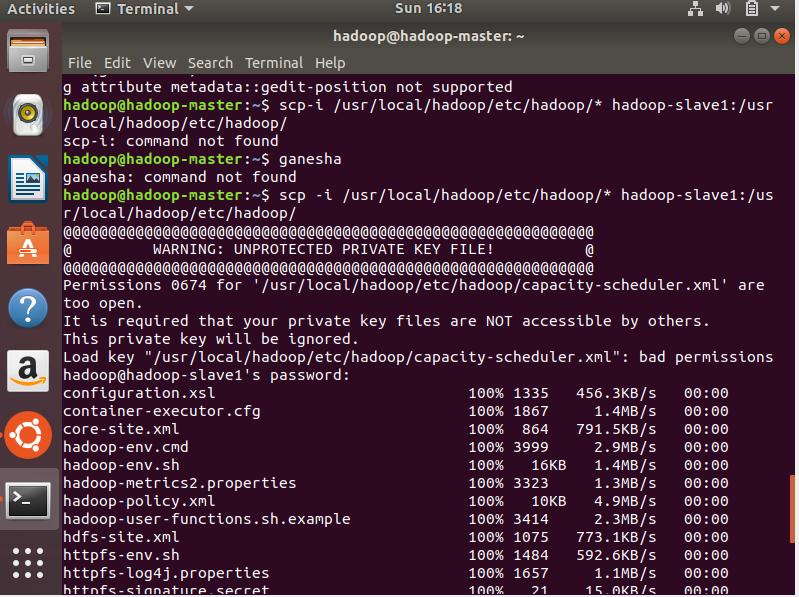 Activities Terminal Sun 16:18
hadoop@hadoop-master: ~
File Edit View Search Terminal Help
g attribute metadata::gedit-position not supported
hadoop@hadoop-master:~$ scp-i /usr/local/hadoop/etc/hadoop/* hadoop-slave1:/usr
/local/hadoop/etc/hadoop/
scp-i: command not found
hadoop@hadoop-master:~$ ganesha
ganesha: command not found
hadoop@hadoop-master:~$ scp -i /usr/local/hadoop/etc/hadoop/* hadoop-slave1:/us
r/local/hadoop/etc/hadoop/
@@@@@@@@@@@@@@@@@@@@@@@@@@@@@@@@@@@@@@@@@@@@@@@@@@@@@@@@@@@
@         WARNING: UNPROTECTED PRIVATE KEY FILE!          @
@@@@@@@@@@@@@@@@@@@@@@@@@@@@@@@@@@@@@@@@@@@@@@@@@@@@@@@@@@@
Permissions 0674 for '/usr/local/hadoop/etc/hadoop/capacity-scheduler.xml' are
too open.
It is required that your private key files are NOT accessible by others.
This private key will be ignored.
Load key "/usr/local/hadoop/etc/hadoop/capacity-scheduler.xml": bad permissions
hadoop@hadoop-slave1's password:
configuration.xsl 100% 1335 456.3KB/s 00:00
container-executor.cfg 100% 1867 1.4MB/s 00:00
core-site.xml 100% 864 791.5KB/s 00:00
hadoop-env.cmd 100% 3999 2.9MB/s 00:00
hadoop-env.sh 100% 16KB 1.4MB/s 00:00
hadoop-metrics2.properties 100% 3323 1.3MB/s 00:00
hadoop-policy.xml 100% 10KB 4.9MB/s 00:00
hadoop-user-functions.sh.example 100% 3414 2.3MB/s 00:00
hdfs-site.xml 100% 1075 773.1KB/s 00:00
httpfs-env.sh 100% 1484 592.6KB/s 00:00
httpfs-log4j.properties 100% 1657 1.1MB/s 00:00
httpfs-signature.secret 100% 21 15.0KB/s 00:00